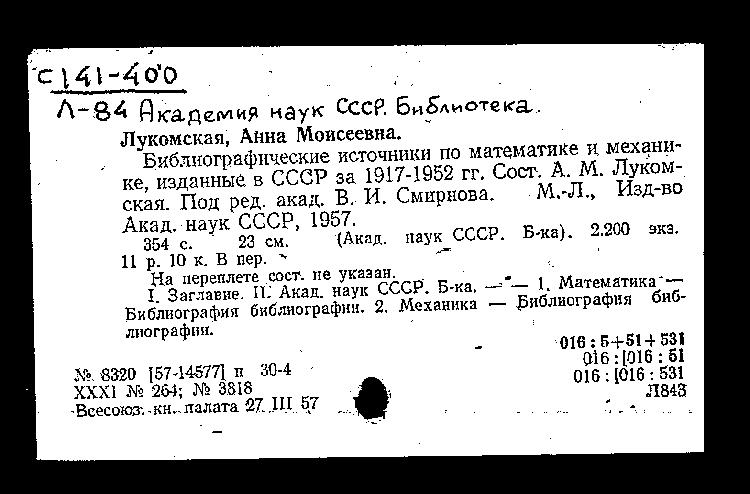 С 141-400
Л-84 Академия наук СССР. Библиотека.
Лукомская, Анна Моисеевна.
Библиографические источники по математике и механи-
ке, изданные в СССР за 1917-1952 гг. Сост. А. М. Луком-
ская. Под ред. акад. В. И. Смирнова. М.-Л., Изд-во
Акад. наук СССР, 1957.
354 с. 23 см. (Акад. наук СССР. Б-ка). 2.200 экз.
11 р. 10 к. В пер.
На переплете сост. не указан.
I. Заглавие. II. Акад. наук СССР. Б-ка. — — 1. Математика —
Библиография библиографии. 2. Механика — Библиография биб-
лиографии.
016 : 5+51+531
016 : [016 : 51
016 : [016 : 531
Л843
№ 8320 [57-14577] п 30-4
XXXI № 264; № 3818
Всесоюз. кн. палата 27 III 57